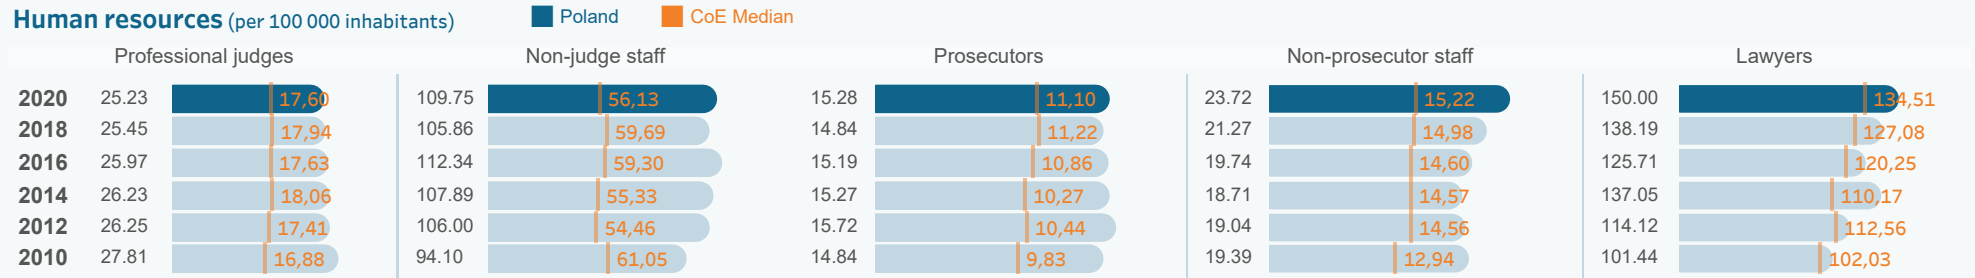 Human resources (per 100 000 inhabitants) Poland CoE Median
Professional judges Non-judge staff Prosecutors Non-prosecutor staff Lawyers
2020 25.23 17,60 109.75 56,13 15.28 11,10 23.72 15,22 150.00 134,51
2018 25.45 17,94 105.86 59,69 14.84 11,22 21.27 14,98 138.19 127,08
2016 25.97 17,63 112.34 59,30 15.19 10,86 19.74 14,60 125.71 120,25
2014 26.23 18,06 107.89 55,33 15.27 10,27 18.71 14,57 137.05 110,17
2012 26.25 17,41 106.00 54,46 15.72 10,44 19.04 14,56 114.12 112,56
2010 27.81 16,88 94.10 61,05 14.84 9,83 19.39 12,94 101.44 102,03